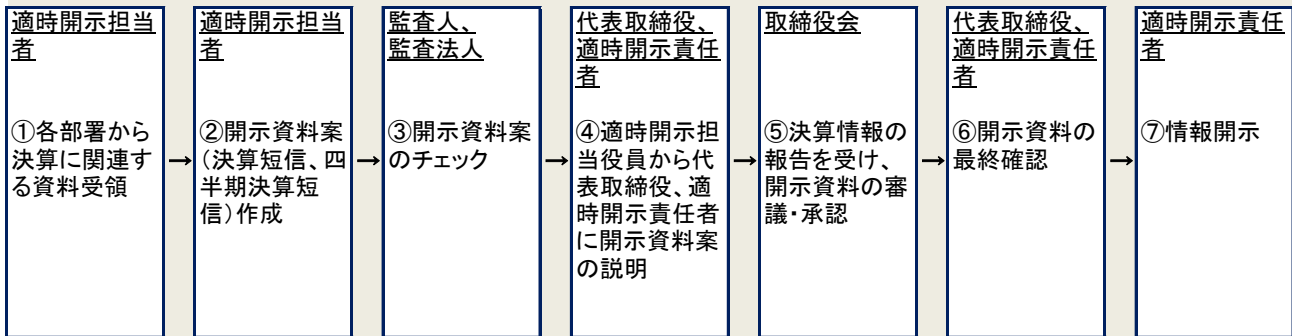 適時開示担当
者
①各部署から
決算に関連す
る資料受領
→
適時開示担当
者
②開示資料案
(決算短信、四
半期決算短
信)作成
→
監査人、
監査法人
③開示資料案
のチェック
→
代表取締役、
適時開示責任
者
④適時開示担
当役員から代
表取締役、適
時開示責任者
に開示資料案
の説明
→
取締役会
⑤決算情報の
報告を受け、
開示資料の審
議・承認
→
代表取締役、
適時開示責任
者
⑥開示資料の
最終確認
→
適時開示責任
者
⑦情報開示